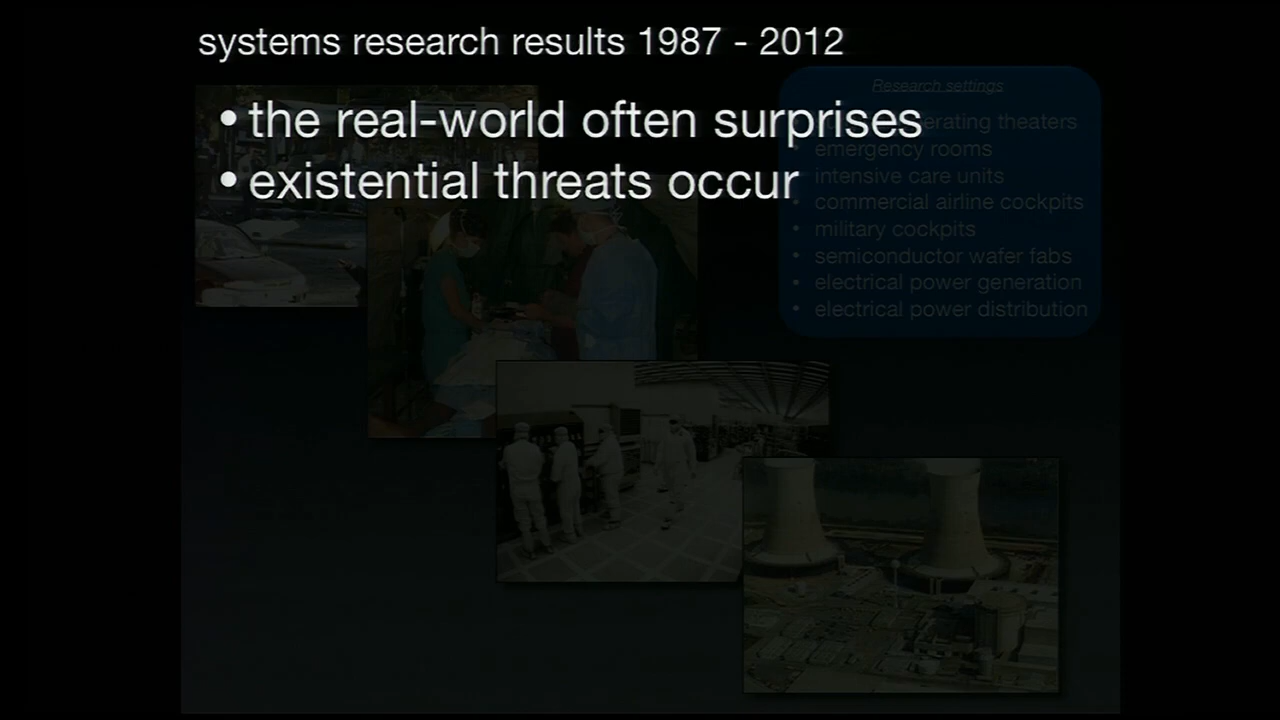 systems research results 1987 - 2012
• the real-world often surprises
• existential threats occur
Research settings
erating theaters
• emergency rooms
• intensive care units
• commercial airline cockpits
• military cockpits
• semiconductor wafer fabs
• electrical power generation
• electrical power distribution